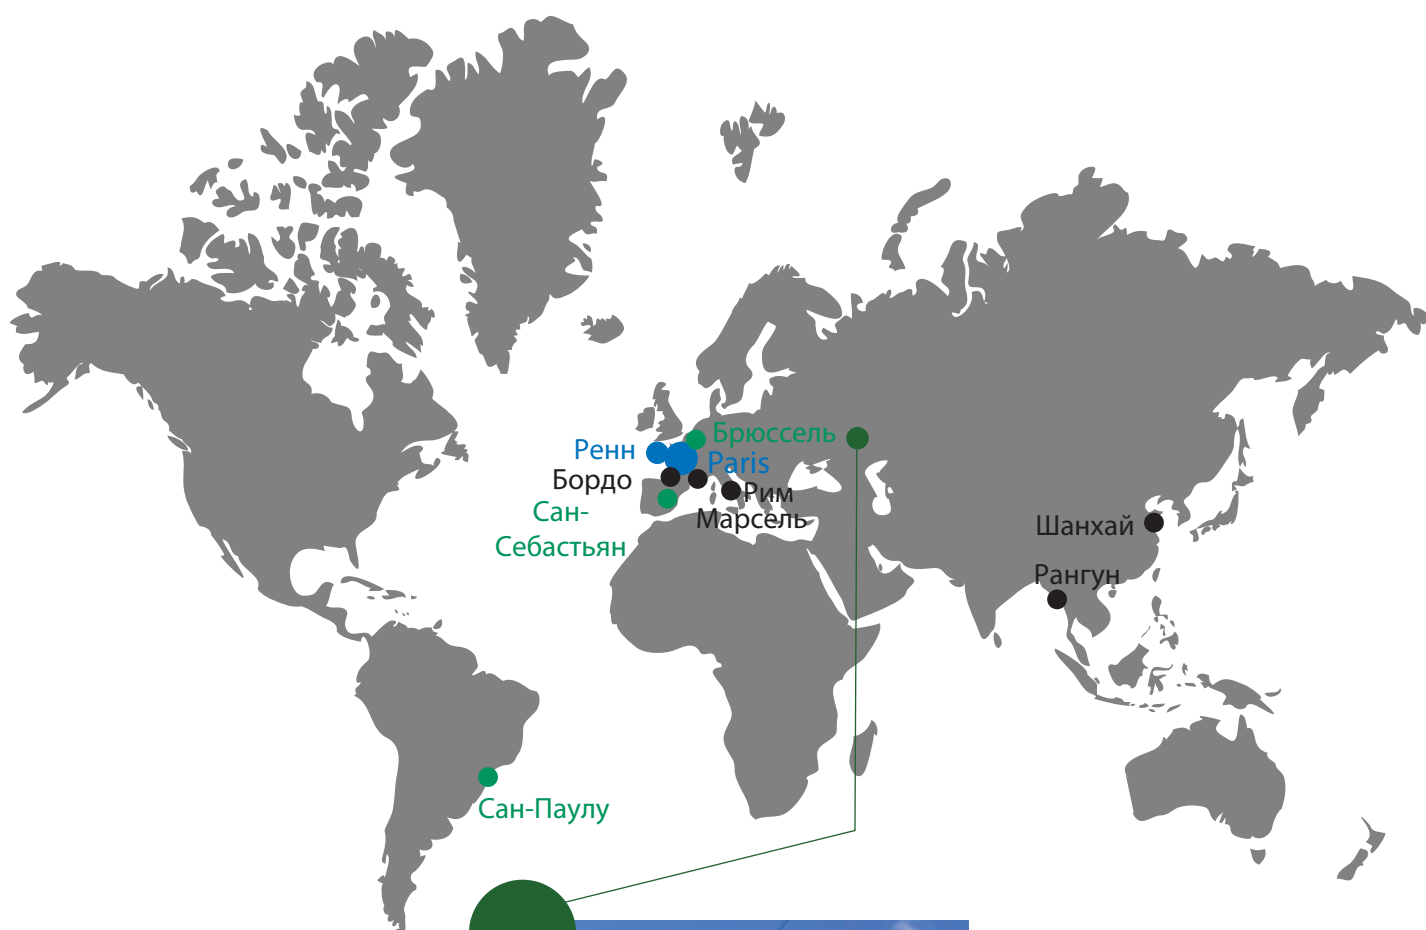 Брюссель
Ренн
Paris
Бордо
Рим
Сан-
Себастьян
Марсель
Шанхай
Рангун
Сан-Паулу